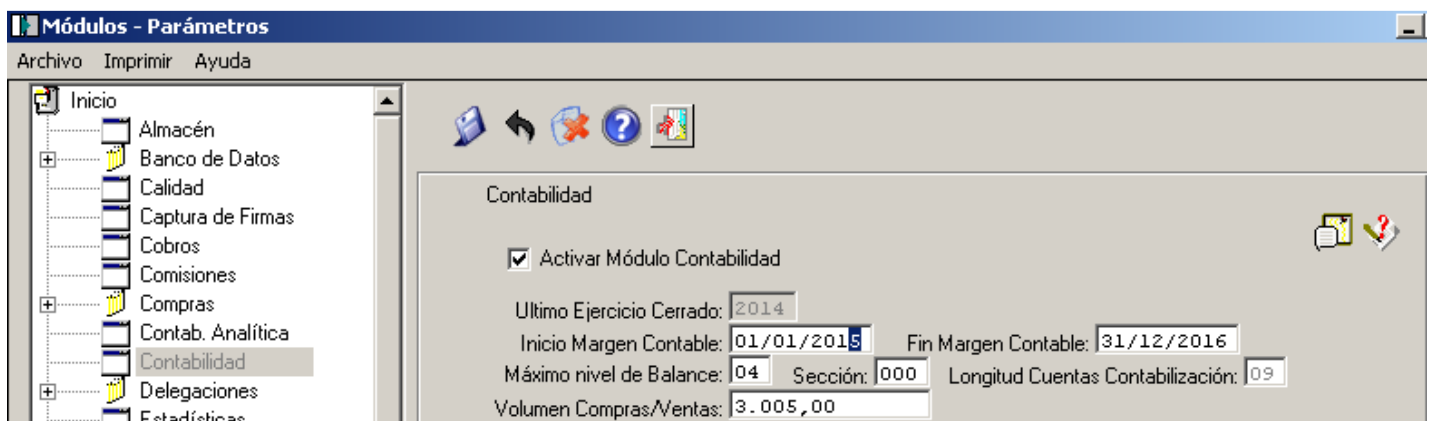 Módulos - Parámetros
Archivo Imprimir Ayuda
Inicio
Almacén
Banco de Datos
Calidad
Captura de Firmas
Cobros
Comisiones
Compras
Contab. Analítica
Contabilidad
Delegaciones
Estadísticas
Contabilidad
Activar Módulo Contabilidad
Ultimo Ejercicio Cerrado: 2014
Inicio Margen Contable: 01/01/2015 Fin Margen Contable: 31/12/2016
Máximo nivel de Balance: 04 Sección: 000 Longitud Cuentas Contabilización: 09
Volumen Compras/Ventas: 3.005,00